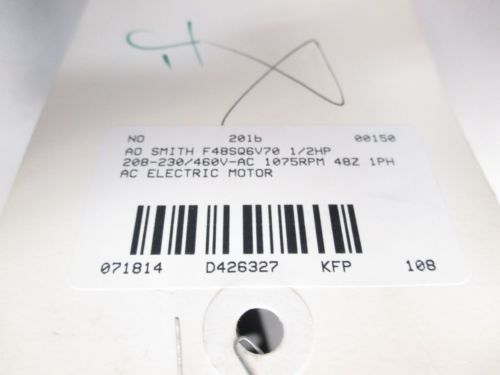 NO 20lb 00150
AO SMITH F48SQ6V70 1/2HP
208-230/460V-AC 1075RPM 48Z 1PH
AC ELECTRIC MOTOR
071814 D426327 KFP 108